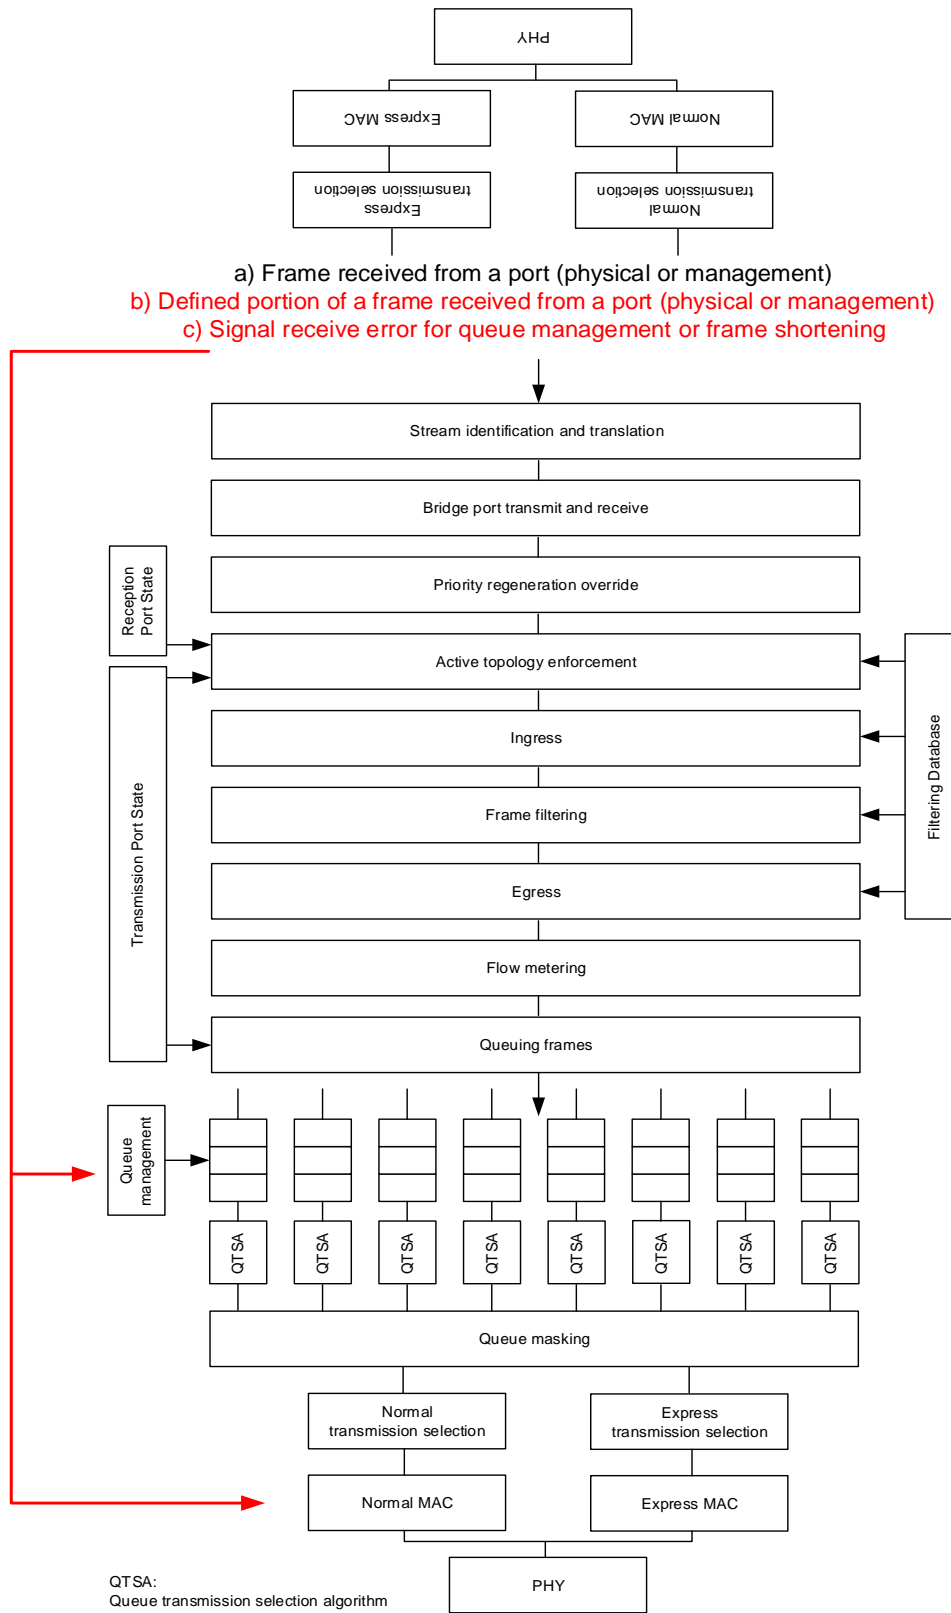 PHY
Express MAC
Normal MAC
Express
transmission selection
Normal
transmission selection
a) Frame received from a port (physical or management)
b) Defined portion of a frame received from a port (physical or management)
c) Signal receive error for queue management or frame shortening
Stream identification and translation
Bridge port transmit and receive
Priority regeneration override
Reception
Port State
Active topology enforcement
Transmission Port State
Ingress
Filtering Database
Frame filtering
Egress
Flow metering
Queuing frames
Queue
management
QTSA
QTSA
QTSA
QTSA
QTSA
QTSA
QTSA
QTSA
Queue masking
Normal
transmission selection
Express
transmission selection
Normal MAC
Express MAC
PHY
QTSA:
Queue transmission selection algorithm